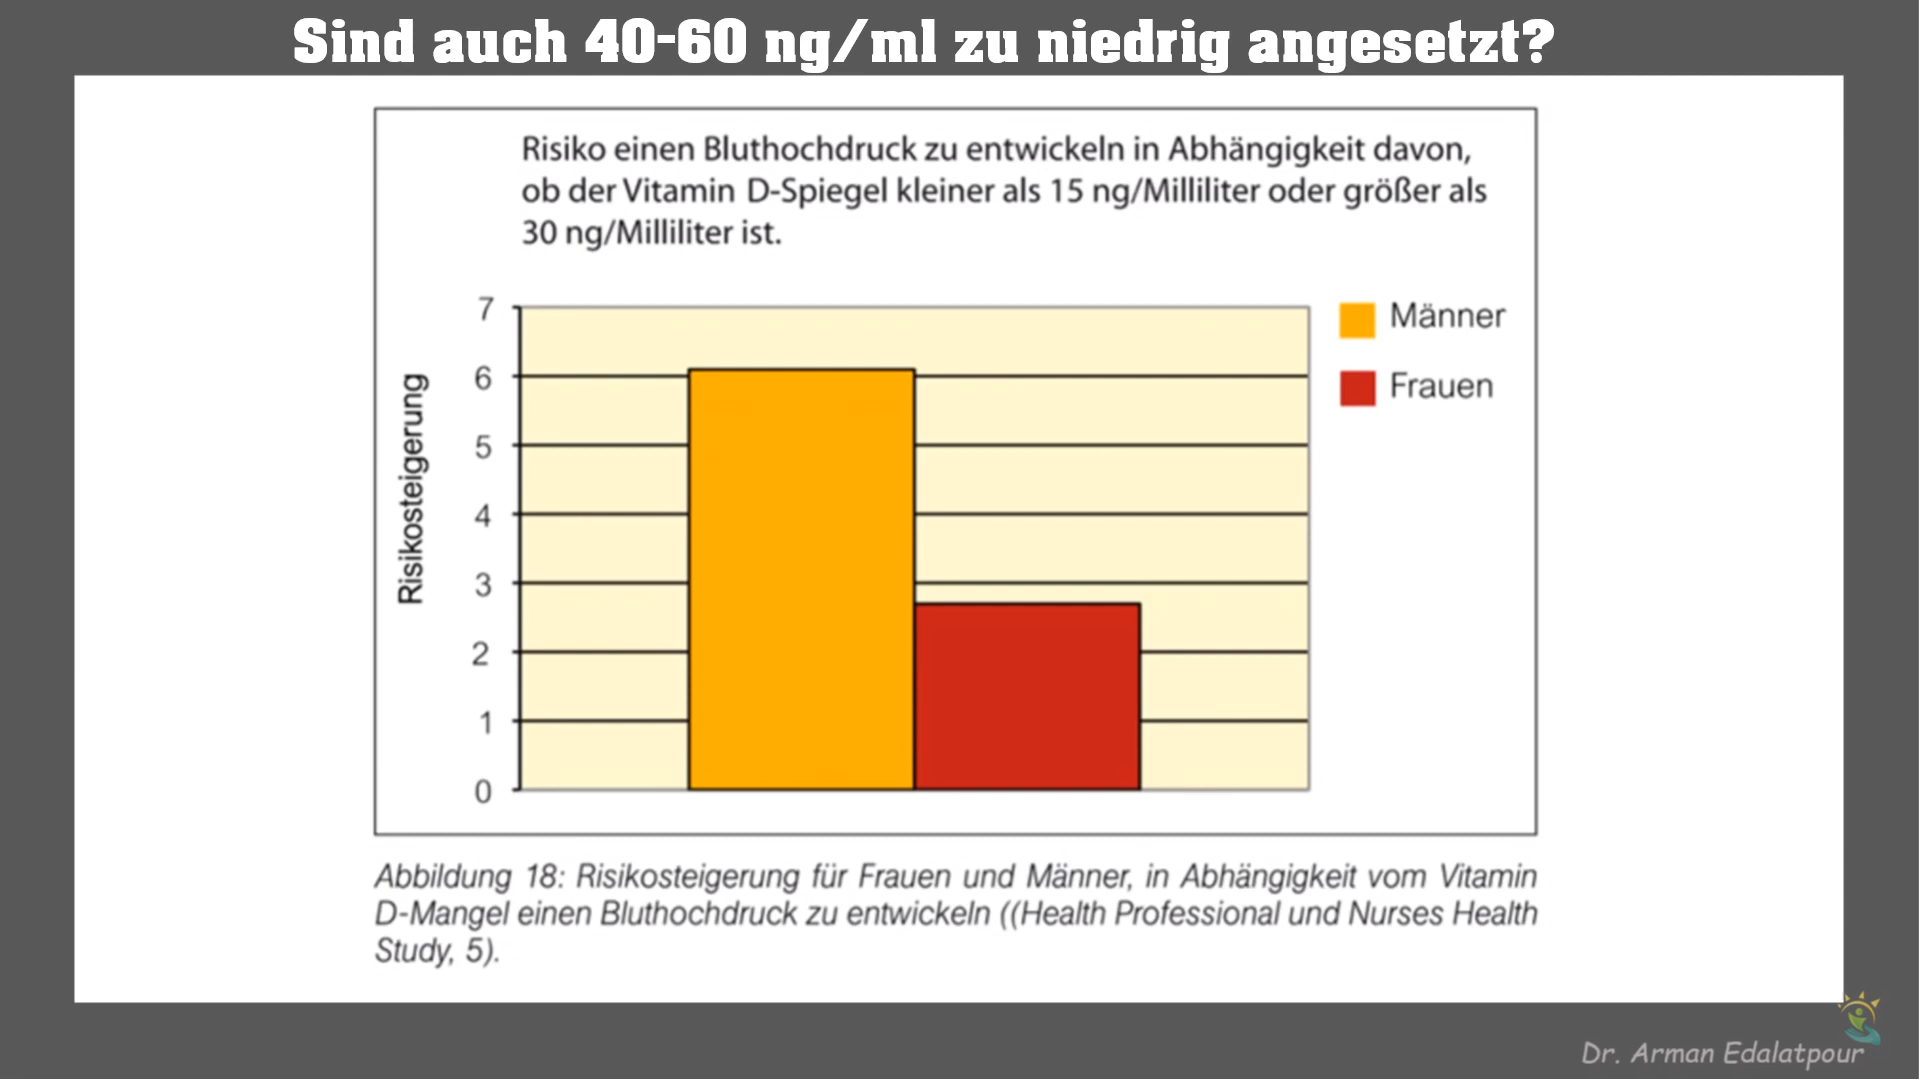 Sind auch 40-60 ng/ml zu niedrig angesetzt?
Risiko einen Bluthochdruck zu entwickeln in Abhängigkeit davon,
ob der Vitamin D-Spiegel kleiner als 15 ng/Milliliter oder größer als
30 ng/Milliliter ist.
7
6
5
4
3
2
1
0
Risikosteigerung
Männer
Frauen
Abbildung 18: Risikosteigerung für Frauen und Männer, in Abhängigkeit vom Vitamin
D-Mangel einen Bluthochdruck zu entwickeln ((Health Professional und Nurses Health
Study, 5).
Dr. Arman Edalatpour